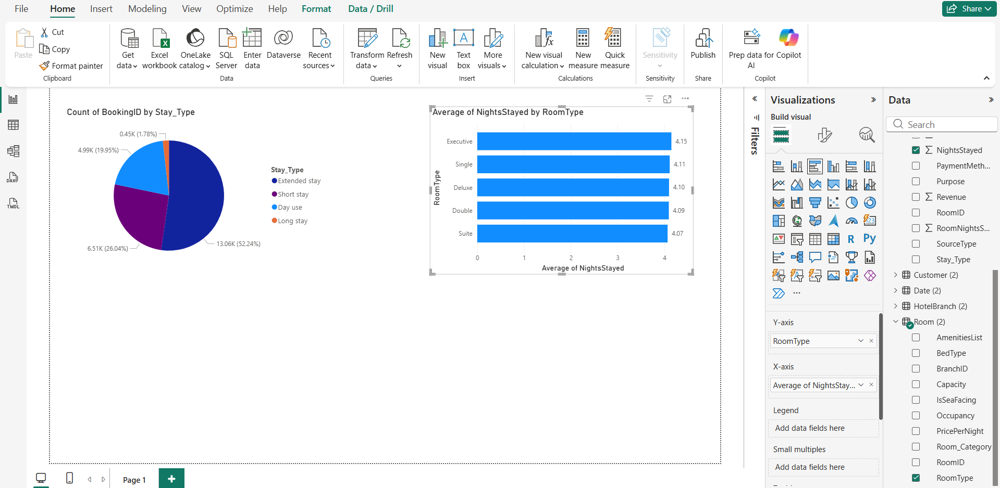 File Home Insert Modeling View Optimize Help Format Data / Drill
Share
Paste
Cut
Copy
Format painter
Clipboard
Get data
Excel workbook
OneLake catalog
SQL Server
Enter data
Dataverse
Recent sources
Data
Transform data
Refresh
Queries
New visual
Text box
More visuals
Insert
New visual calculation
New measure
Quick measure
Calculations
Sensitivity
Sensitivity
Publish
Share
Prep data for AI
Copilot
Copilot
DAX
TMDL
Count of BookingID by Stay_Type
0.45K (1.78%)
4.99K (19.95%)
6.51K (26.04%)
13.06K (52.24%)
Stay_Type
Extended stay
Short stay
Day use
Long stay
Average of NightsStayed by RoomType
RoomType
Executive 4.15
Single 4.11
Deluxe 4.10
Double 4.09
Suite 4.07
0 1 2 3 4
Average of NightsStayed
Filters
Visualizations
Build visual
123
R
Py
Y-axis
RoomType
X-axis
Average of NightsStay...
Legend
Add data fields here
Small multiples
Add data fields here
Data
Search
NightsStayed
PaymentMeth...
Purpose
Revenue
RoomID
RoomNightsS...
SourceType
Stay_Type
Customer (2)
Date (2)
HotelBranch (2)
Room (2)
AmenitiesList
BedType
BranchID
Capacity
IsSeaFacing
Occupancy
PricePerNight
Room_Category
RoomID
RoomType
Page 1